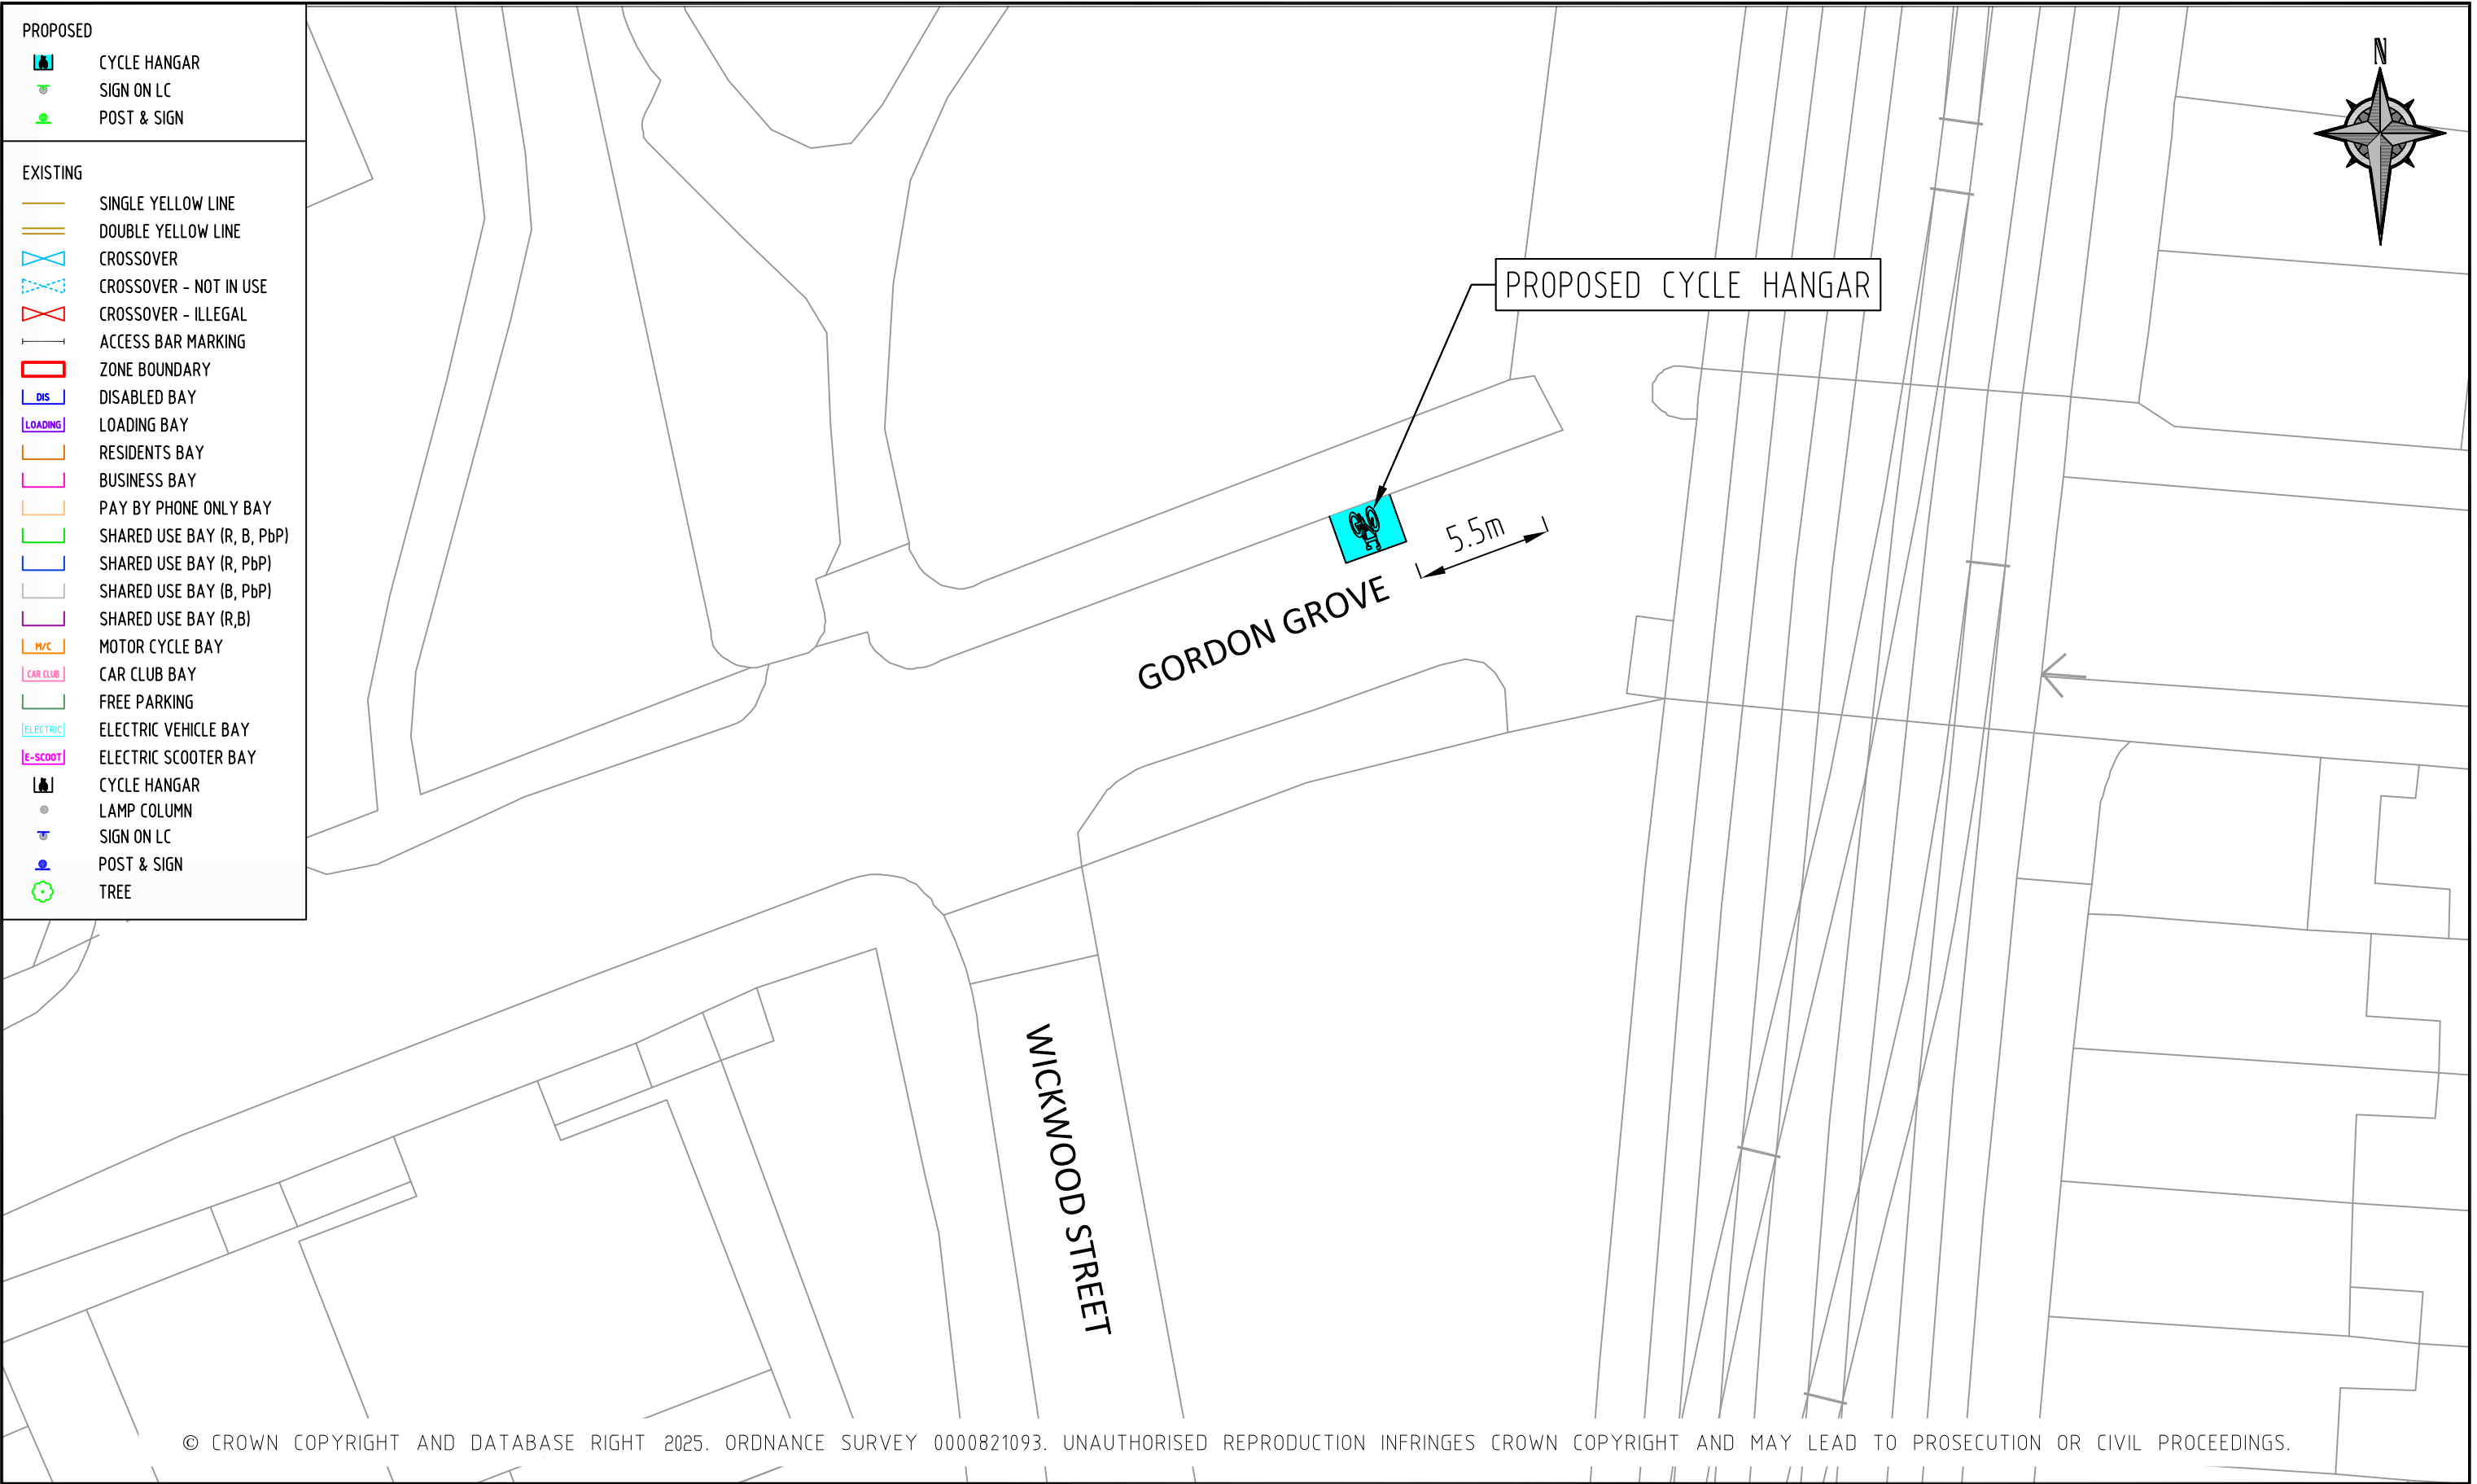 PROPOSED
CYCLE HANGAR
SIGN ON LC
POST & SIGN
EXISTING
SINGLE YELLOW LINE
DOUBLE YELLOW LINE
CROSSOVER
CROSSOVER - NOT IN USE
CROSSOVER - ILLEGAL
ACCESS BAR MARKING
ZONE BOUNDARY
DIS DISABLED BAY
LOADING LOADING BAY
RESIDENTS BAY
BUSINESS BAY
PAY BY PHONE ONLY BAY
SHARED USE BAY (R, B, PbP)
SHARED USE BAY (R, PbP)
SHARED USE BAY (B, PbP)
SHARED USE BAY (R,B)
M/C MOTOR CYCLE BAY
CAR CLUB CAR CLUB BAY
FREE PARKING
ELECTRIC ELECTRIC VEHICLE BAY
E-SCOOT ELECTRIC SCOOTER BAY
CYCLE HANGAR
LAMP COLUMN
SIGN ON LC
POST & SIGN
TREE
N
PROPOSED CYCLE HANGAR
5.5m
GORDON GROVE
WICKWOOD STREET
© CROWN COPYRIGHT AND DATABASE RIGHT 2025. ORDNANCE SURVEY 0000821093. UNAUTHORISED REPRODUCTION INFRINGES CROWN COPYRIGHT AND MAY LEAD TO PROSECUTION OR CIVIL PROCEEDINGS.